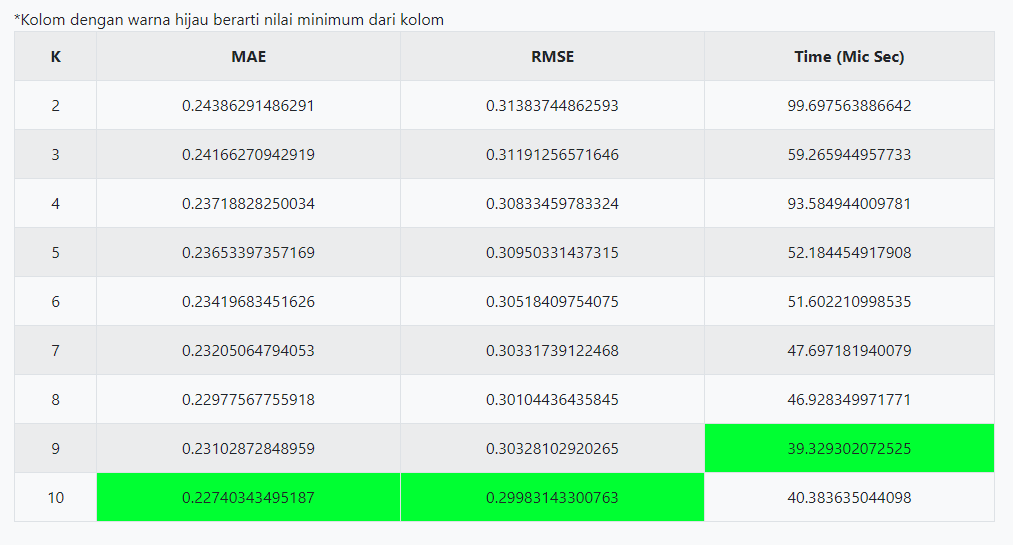 *Kolom dengan warna hijau berarti nilai minimum dari kolom
K MAE RMSE Time (Mic Sec)
2 0.24386291486291 0.31383744862593 99.697563886642
3 0.24166270942919 0.31191256571646 59.265944957733
4 0.23718828250034 0.30833459783324 93.584944009781
5 0.23653397357169 0.30950331437315 52.184454917908
6 0.23419683451626 0.30518409754075 51.602210998535
7 0.23205064794053 0.30331739122468 47.697181940079
8 0.22977567755918 0.30104436435845 46.928349971771
9 0.23102872848959 0.30328102920265 39.329302072525
10 0.22740343495187 0.29983143300763 40.383635044098